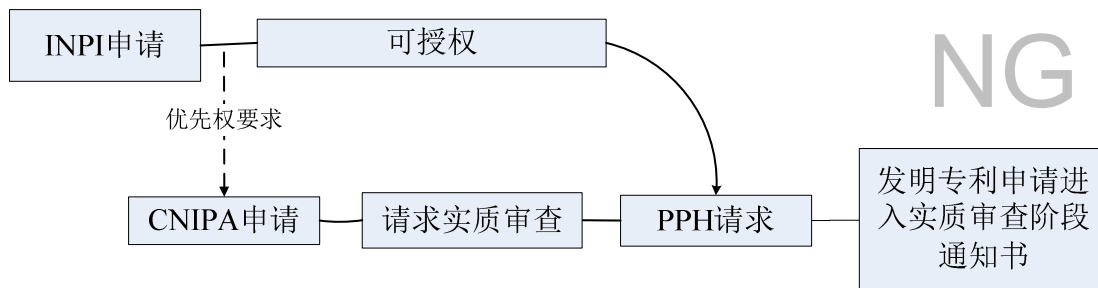 INPI申请
可授权
NG
优先权要求
CNIPA申请
请求实质审查
PPH请求
发明专利申请进
入实质审查阶段
通知书